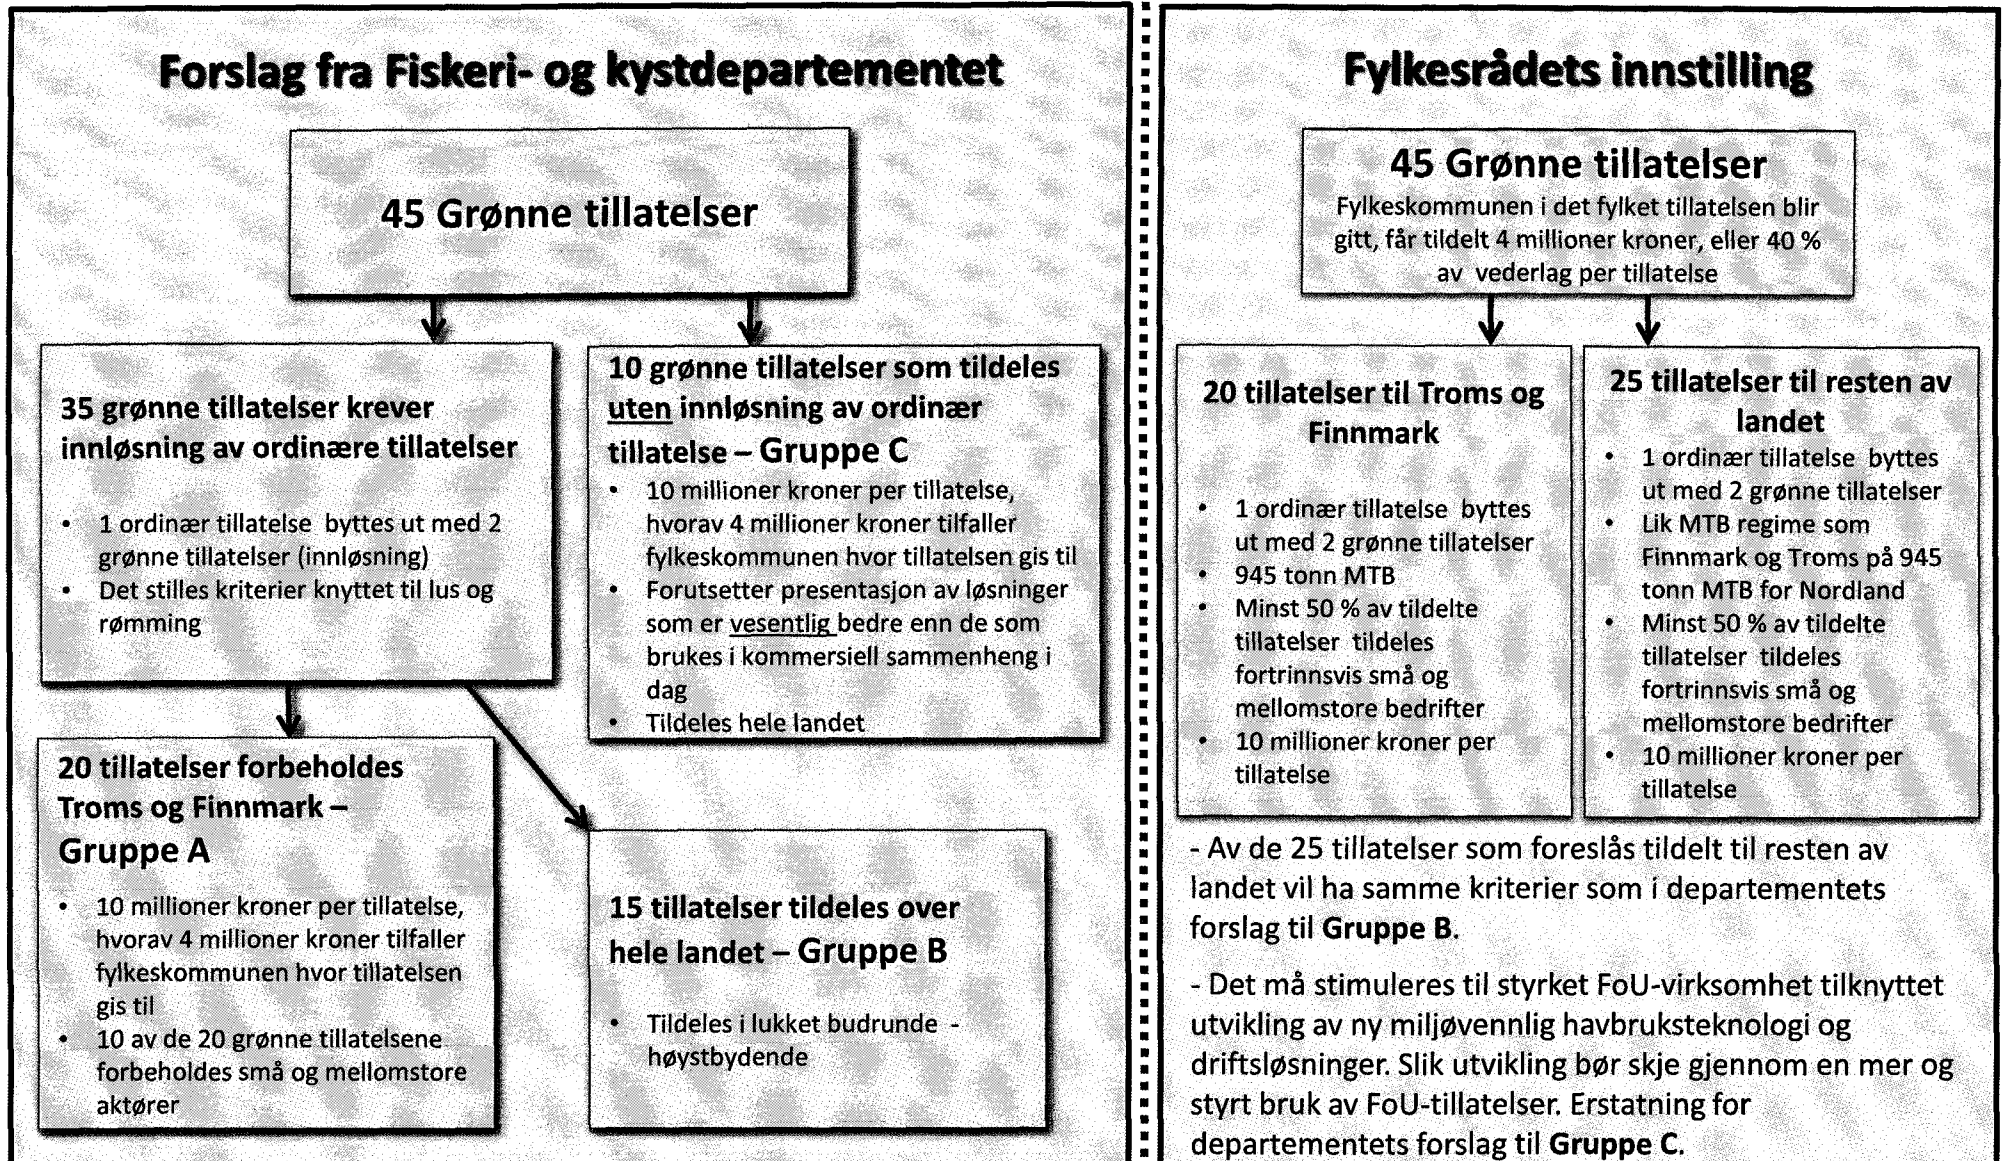 Forslag fra Fiskeri- og kystdepartementet
45 Grønne tillatelser
35 grønne tillatelser krever
innløsning av ordinære tillatelser
• 1 ordinær tillatelse byttes ut med 2
grønne tillatelser (innløsning)
• Det stilles kriterier knyttet til lus og
rømming
10 grønne tillatelser som tildeles
uten innløsning av ordinær
tillatelse – Gruppe C
• 10 millioner kroner per tillatelse,
hvorav 4 millioner kroner tilfaller
fylkeskommunen hvor tillatelsen gis til
• Forutsetter presentasjon av løsninger
som er vesentlig bedre enn de som
brukes i kommersiell sammenheng i
dag
• Tildeles hele landet
20 tillatelser forbeholdes
Troms og Finnmark –
Gruppe A
• 10 millioner kroner per tillatelse,
hvorav 4 millioner kroner tilfaller
fylkeskommunen hvor tillatelsen
gis til
• 10 av de 20 grønne tillatelsene
forbeholdes små og mellomstore
aktører
15 tillatelser tildeles over
hele landet – Gruppe B
• Tildeles i lukket budrunde -
høystbydende
Fylkesrådets innstilling
45 Grønne tillatelser
Fylkeskommunen i det fylket tillatelsen blir
gitt, får tildelt 4 millioner kroner, eller 40 %
av vederlag per tillatelse
20 tillatelser til Troms og
Finnmark
• 1 ordinær tillatelse byttes
ut med 2 grønne tillatelser
• 945 tonn MTB
• Minst 50 % av tildelte
tillatelser tildeles
fortrinnsvis små og
mellomstore bedrifter
• 10 millioner kroner per
tillatelse
25 tillatelser til resten av
landet
• 1 ordinær tillatelse byttes
ut med 2 grønne tillatelser
• Lik MTB regime som
Finnmark og Troms på 945
tonn MTB for Nordland
• Minst 50 % av tildelte
tillatelser tildeles
fortrinnsvis små og
mellomstore bedrifter
• 10 millioner kroner per
tillatelse
- Av de 25 tillatelser som foreslås tildelt til resten av
landet vil ha samme kriterier som i departementets
forslag til Gruppe B.
- Det må stimuleres til styrket FoU-virksomhet tilknyttet
utvikling av ny miljøvennlig havbruksteknologi og
driftsløsninger. Slik utvikling bør skje gjennom en mer og
styrt bruk av FoU-tillatelser. Erstatning for
departementets forslag til Gruppe C.